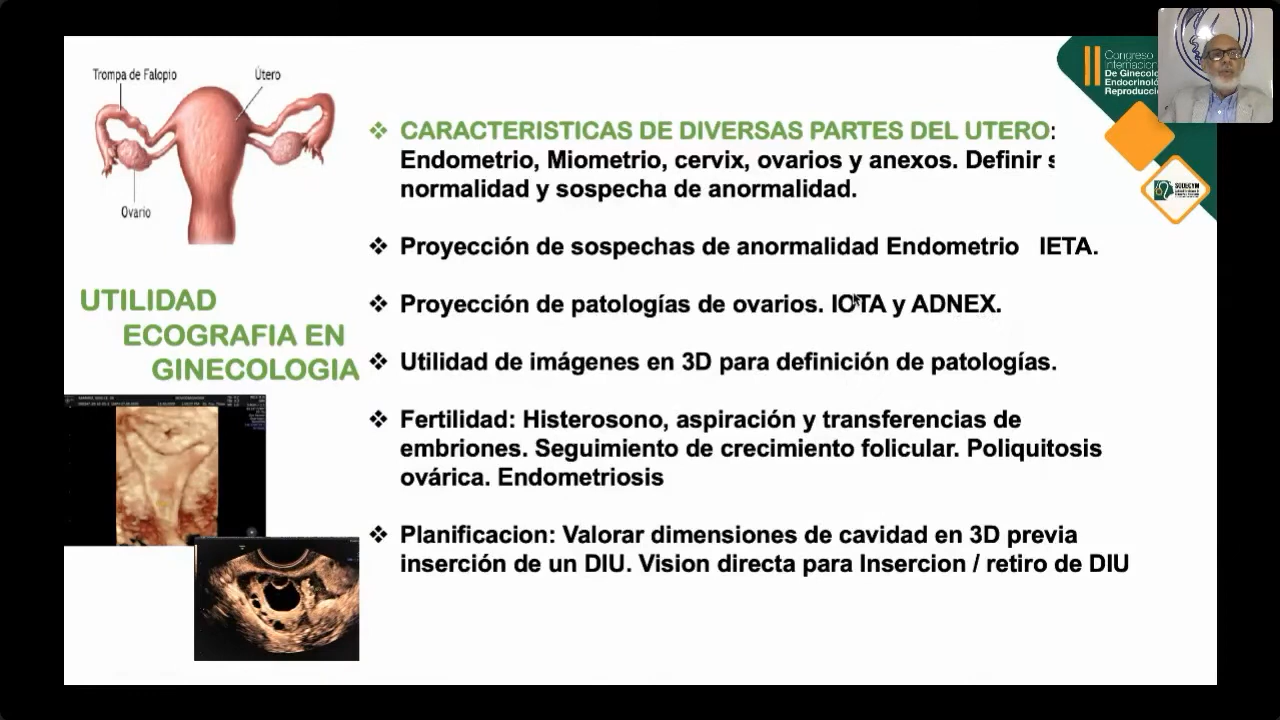 Trompa de Falopio
Útero
Ovario
UTILIDAD
ECOGRAFIA EN
GINECOLOGIA
❖ CARACTERISTICAS DE DIVERSAS PARTES DEL UTERO:
Endometrio, Miometrio, cervix, ovarios y anexos. Definir s
normalidad y sospecha de anormalidad.
❖ Proyección de sospechas de anormalidad Endometrio IETA.
❖ Proyección de patologías de ovarios. IOTA y ADNEX.
❖ Utilidad de imágenes en 3D para definición de patologías.
❖ Fertilidad: Histerosono, aspiración y transferencias de
embriones. Seguimiento de crecimiento folicular. Poliquitosis
ovárica. Endometriosis
❖ Planificacion: Valorar dimensiones de cavidad en 3D previa
inserción de un DIU. Vision directa para Insercion / retiro de DIU
II Congreso
Internacion
De Ginecolo
Endocrinolo
Reproducci